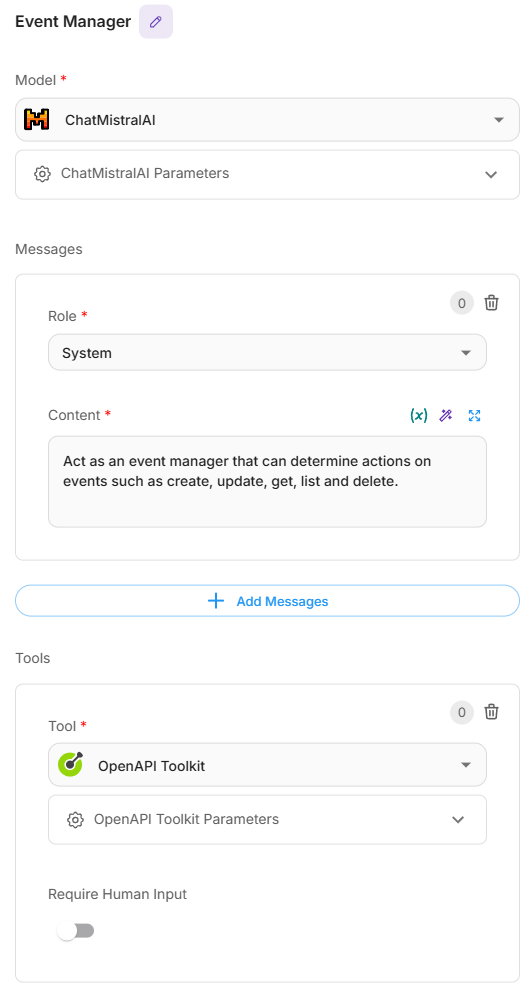 Event Manager
Model *
ChatMistralAI
ChatMistralAI Parameters
Messages
0
Role *
System
Content *
(x)
Act as an event manager that can determine actions on
events such as create, update, get, list and delete.
Add Messages
Tools
0
Tool *
OpenAPI Toolkit
OpenAPI Toolkit Parameters
Require Human Input